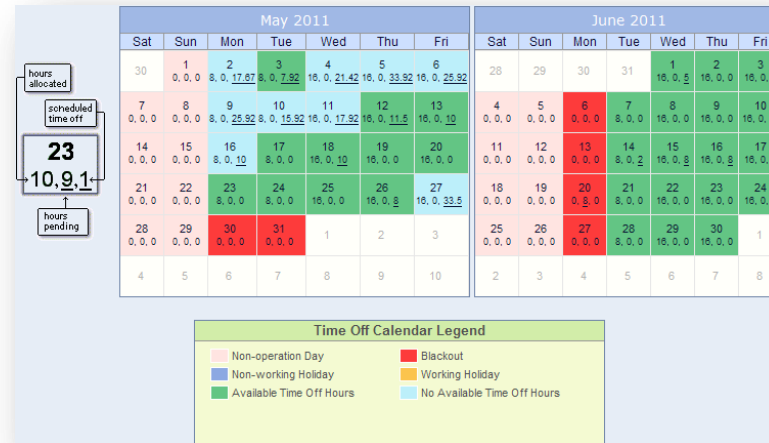 May 2011
Sat Sun Mon Tue Wed Thu Fri
30 1 2 3 4 5 6
0, 0, 0 8, 0, 17.67 8, 0, 7.92 16, 0, 21.42 16, 0, 33.92 16, 0, 25.92
7 8 9 10 11 12 13
0, 0, 0 0, 0, 0 8, 0, 25.92 8, 0, 15.92 16, 0, 17.92 16, 0, 11.5 16, 0, 10
14 15 16 17 18 19 20
0, 0, 0 0, 0, 0 8, 0, 10 8, 0, 0 16, 0, 10 16, 0, 0 16, 0, 0
21 22 23 24 25 26 27
0, 0, 0 0, 0, 0 8, 0, 0 8, 0, 0 16, 0, 0 16, 0, 8 16, 0, 33.5
28 29 30 31 1 2 3
0, 0, 0 0, 0, 0 0, 0, 0 0, 0, 0
4 5 6 7 8 9 10
June 2011
Sat Sun Mon Tue Wed Thu Fri
28 29 30 31 1 2 3
16, 0, 5 16, 0, 0 16, 0,
4 5 6 7 8 9 10
0, 0, 0 0, 0, 0 0, 0, 0 8, 0, 0 16, 0, 0 16, 0, 0 16, 0,
11 12 13 14 15 16 17
0, 0, 0 0, 0, 0 0, 0, 0 8, 0, 2 16, 0, 8 16, 0, 8 16, 0,
18 19 20 21 22 23 24
0, 0, 0 0, 0, 0 0, 8, 0 8, 0, 0 16, 0, 0 16, 0, 0 16, 0,
25 26 27 28 29 30 1
0, 0, 0 0, 0, 0 0, 0, 0 8, 0, 0 16, 0, 0 16, 0, 0
2 3 4 5 6 7 8
hours
allocated
scheduled
time off
23
10,9,1
hours
pending
Time Off Calendar Legend
Non-operation Day Blackout
Non-working Holiday Working Holiday
Available Time Off Hours No Available Time Off Hours